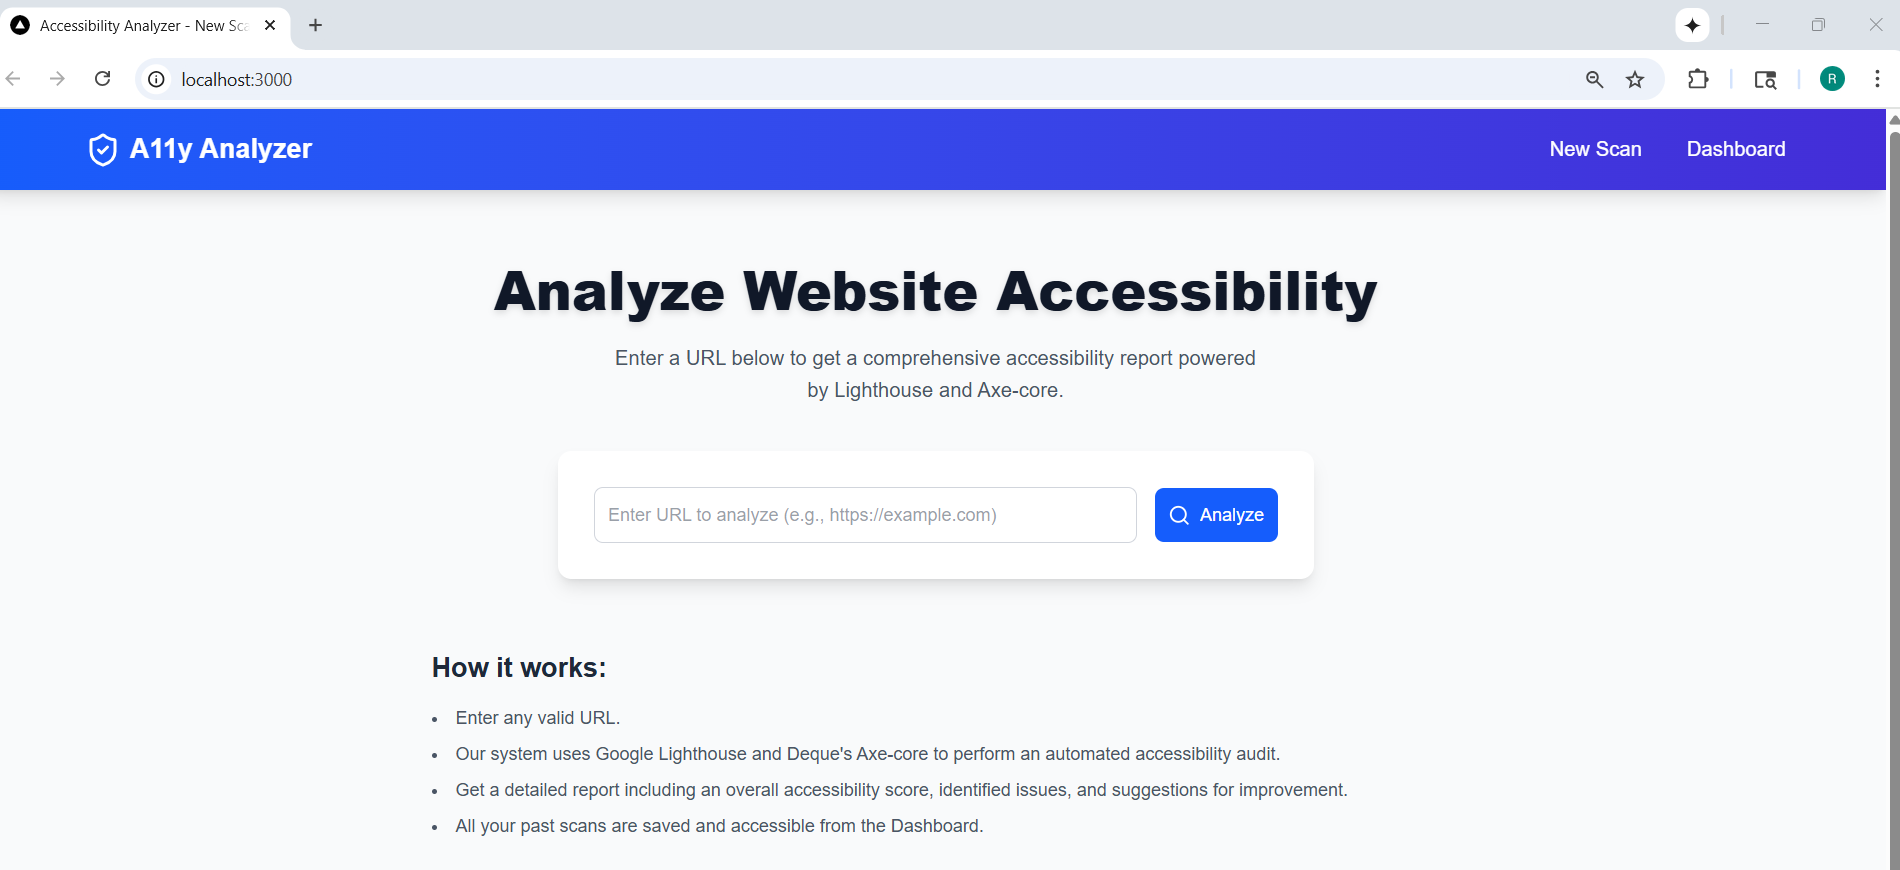 Accessibility Analyzer - New Sc
localhost:3000
R
A11y Analyzer
New Scan
Dashboard
Analyze Website Accessibility
Enter a URL below to get a comprehensive accessibility report powered
by Lighthouse and Axe-core.
Enter URL to analyze (e.g., https://example.com)
Analyze
How it works:
Enter any valid URL.
Our system uses Google Lighthouse and Deque's Axe-core to perform an automated accessibility audit.
Get a detailed report including an overall accessibility score, identified issues, and suggestions for improvement.
All your past scans are saved and accessible from the Dashboard.